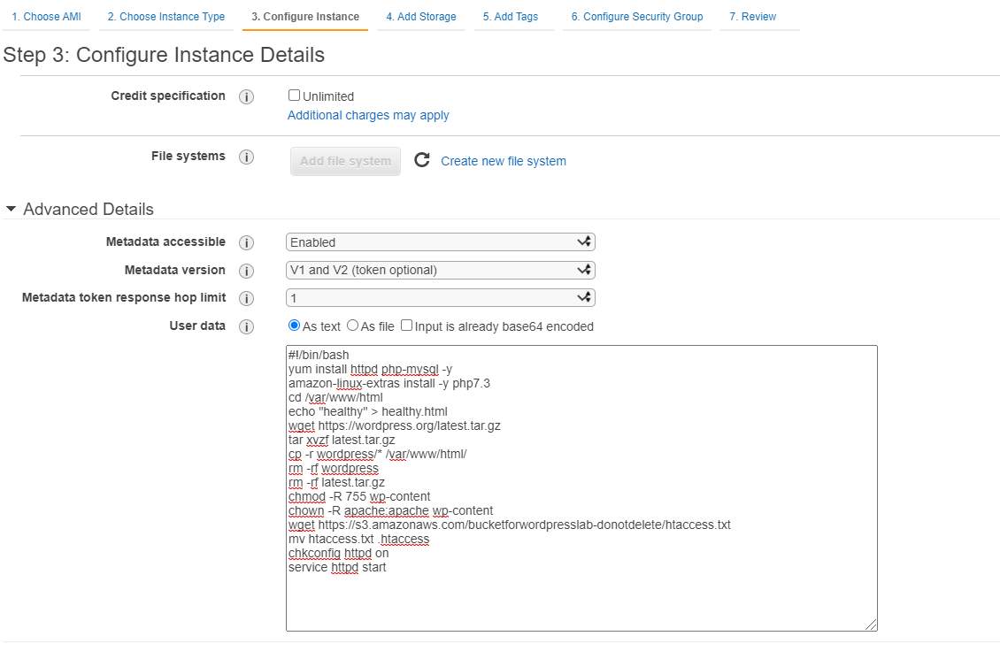 1. Choose AMI 2. Choose Instance Type 3. Configure Instance 4. Add Storage 5. Add Tags 6. Configure Security Group 7. Review
Step 3: Configure Instance Details
Credit specification i Unlimited
Additional charges may apply
File systems i Add file system Create new file system
Advanced Details
Metadata accessible i Enabled
Metadata version i V1 and V2 (token optional)
Metadata token response hop limit i 1
User data i As text As file Input is already base64 encoded
#!/bin/bash
yum install httpd php-mysql -y
amazon-linux-extras install -y php7.3
cd /var/www/html
echo "healthy" > healthy.html
wget https://wordpress.org/latest.tar.gz
tar xvzf latest.tar.gz
cp -r wordpress/* /var/www/html/
rm -rf wordpress
rm -rf latest.tar.gz
chmod -R 755 wp-content
chown -R apache:apache wp-content
wget https://s3.amazonaws.com/bucketforwordpresslab-donotdelete/htaccess.txt
mv htaccess.txt .htaccess
chkconfig httpd on
service httpd start